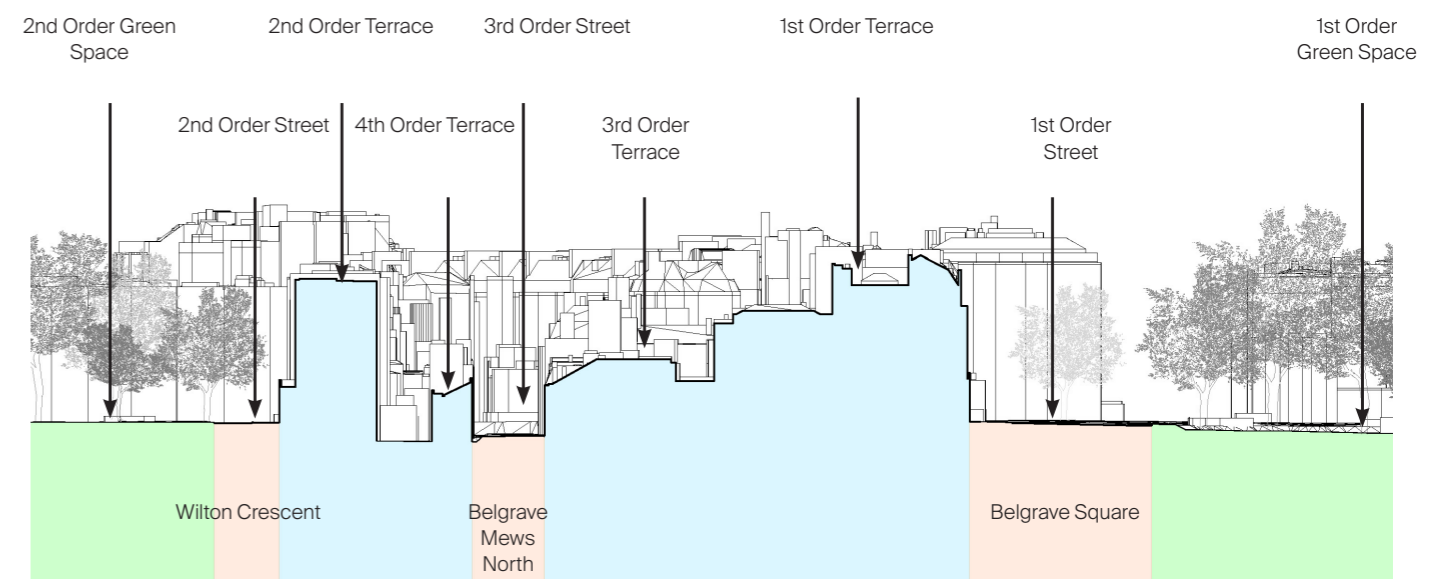 2nd Order Green
Space
2nd Order Terrace
3rd Order Street
1st Order Terrace
1st Order
Green Space
2nd Order Street
4th Order Terrace
3rd Order
Terrace
1st Order
Street
Wilton Crescent
Belgrave
Mews
North
Belgrave Square